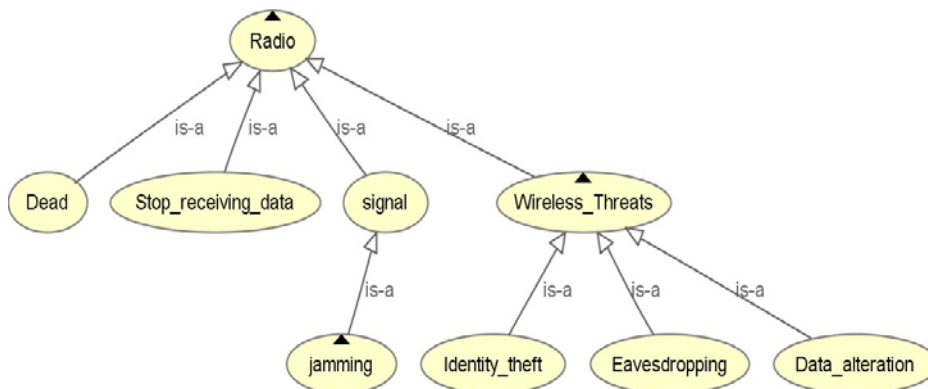 Radio
is-a
is-a
is-a
is-a
Dead
Stop_receiving_data
signal
Wireless_Threats
is-a
is-a
is-a
is-a
jamming
Identity_theft
Eavesdropping
Data_alteration